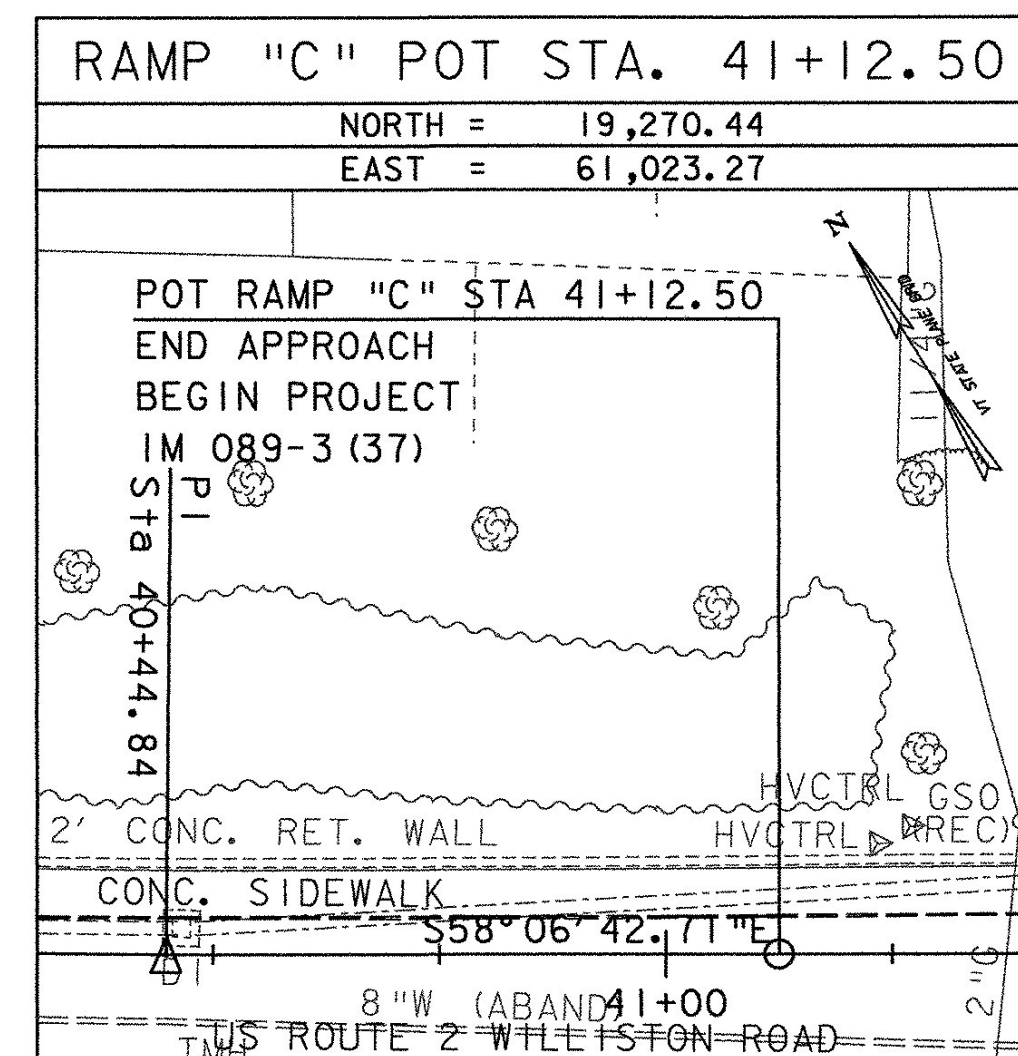 RAMP "C" POT STA. 41+12.50
NORTH = 19,270.44
EAST = 61,023.27
N
VT STATE PLANE GRID
POT RAMP "C" STA 41+12.50
END APPROACH
BEGIN PROJECT
IM 089-3 (37)
PI
Sta 40+44.84
HVCTRL
GSO
2' CONC. RET. WALL
HVCTRL
(REC)
CONC. SIDEWALK
S58° 06' 42.71"E
8"W (ABAND)
41+00
2"G
US ROUTE 2 WILLISTON ROAD
TMH